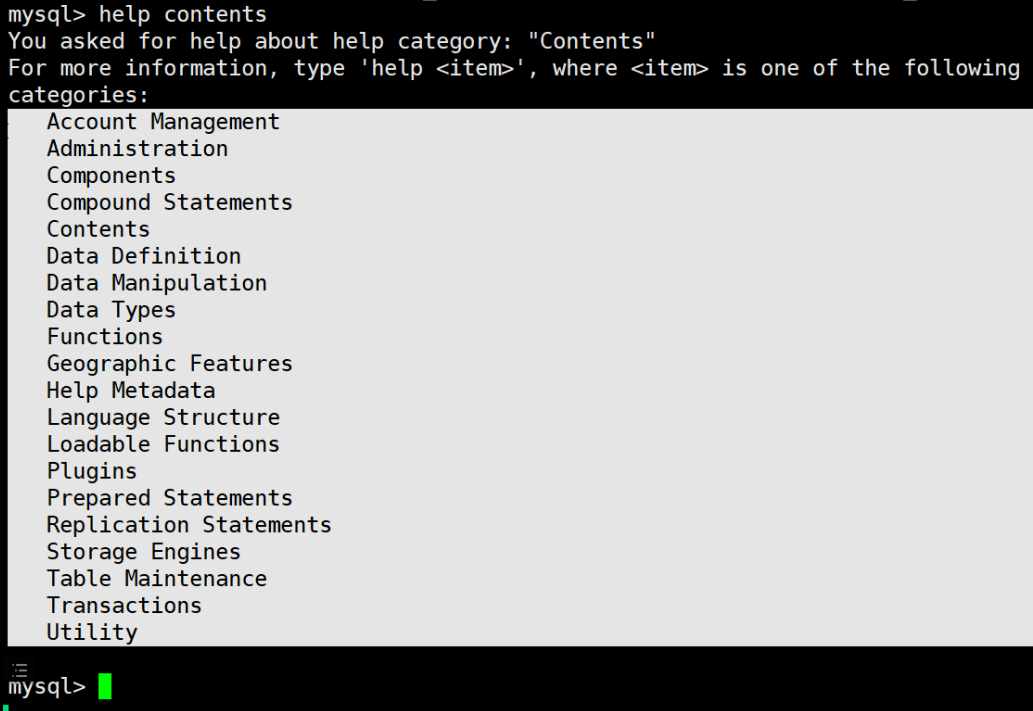 mysql> help contents
You asked for help about help category: "Contents"
For more information, type 'help <item>', where <item> is one of the following
categories:
   Account Management
   Administration
   Components
   Compound Statements
   Contents
   Data Definition
   Data Manipulation
   Data Types
   Functions
   Geographic Features
   Help Metadata
   Language Structure
   Loadable Functions
   Plugins
   Prepared Statements
   Replication Statements
   Storage Engines
   Table Maintenance
   Transactions
   Utility
mysql>